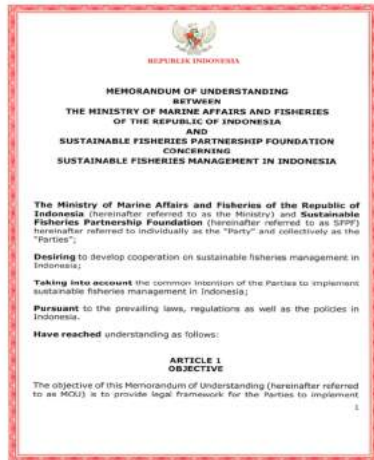 REPUBLIK INDONESIA
MEMORANDUM OF UNDERSTANDING
BETWEEN
THE MINISTRY OF MARINE AFFAIRS AND FISHERIES
OF THE REPUBLIC OF INDONESIA
AND
SUSTAINABLE FISHERIES PARTNERSHIP FOUNDATION
CONCERNING
SUSTAINABLE FISHERIES MANAGEMENT IN INDONESIA
The Ministry of Marine Affairs and Fisheries of the Republic of
Indonesia (hereinafter referred to as the Ministry) and Sustainable
Fisheries Partnership Foundation (hereinafter referred to as SFPF)
hereinafter referred to individually as the "Party" and collectively as the
"Parties";
Desiring to develop cooperation on sustainable fisheries management in
Indonesia;
Taking into account the common intention of the Parties to implement
sustainable fisheries management in Indonesia;
Pursuant to the prevailing laws, regulations as well as the policies in
Indonesia.
Have reached understanding as follows:
ARTICLE 1
OBJECTIVE
The objective of this Memorandum of Understanding (hereinafter referred
to as MOU) is to provide legal framework for the Parties to implement
1